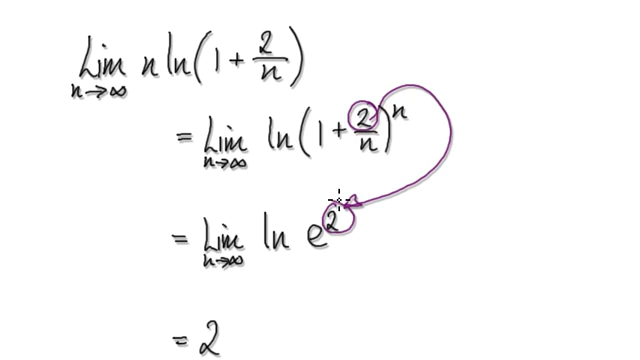 Lim n→∞ n ln(1 + 2/n)
= Lim n→∞ ln(1 + 2/n)^n
= Lim n→∞ ln e^2
= 2